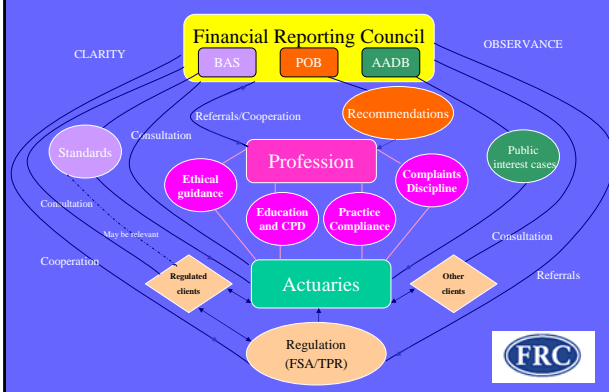 Financial Reporting Council
CLARITY
OBSERVANCE
BAS
POB
AADB
Referrals/Cooperation
Recommendations
Consultation
Standards
Profession
Public
interest cases
Ethical
guidance
Complaints
Discipline
Education
and CPD
Practice
Compliance
Consultation
May be relevant
Consultation
Cooperation
Regulated
clients
Actuaries
Other
clients
Referrals
Regulation
(FSA/TPR)
FRC